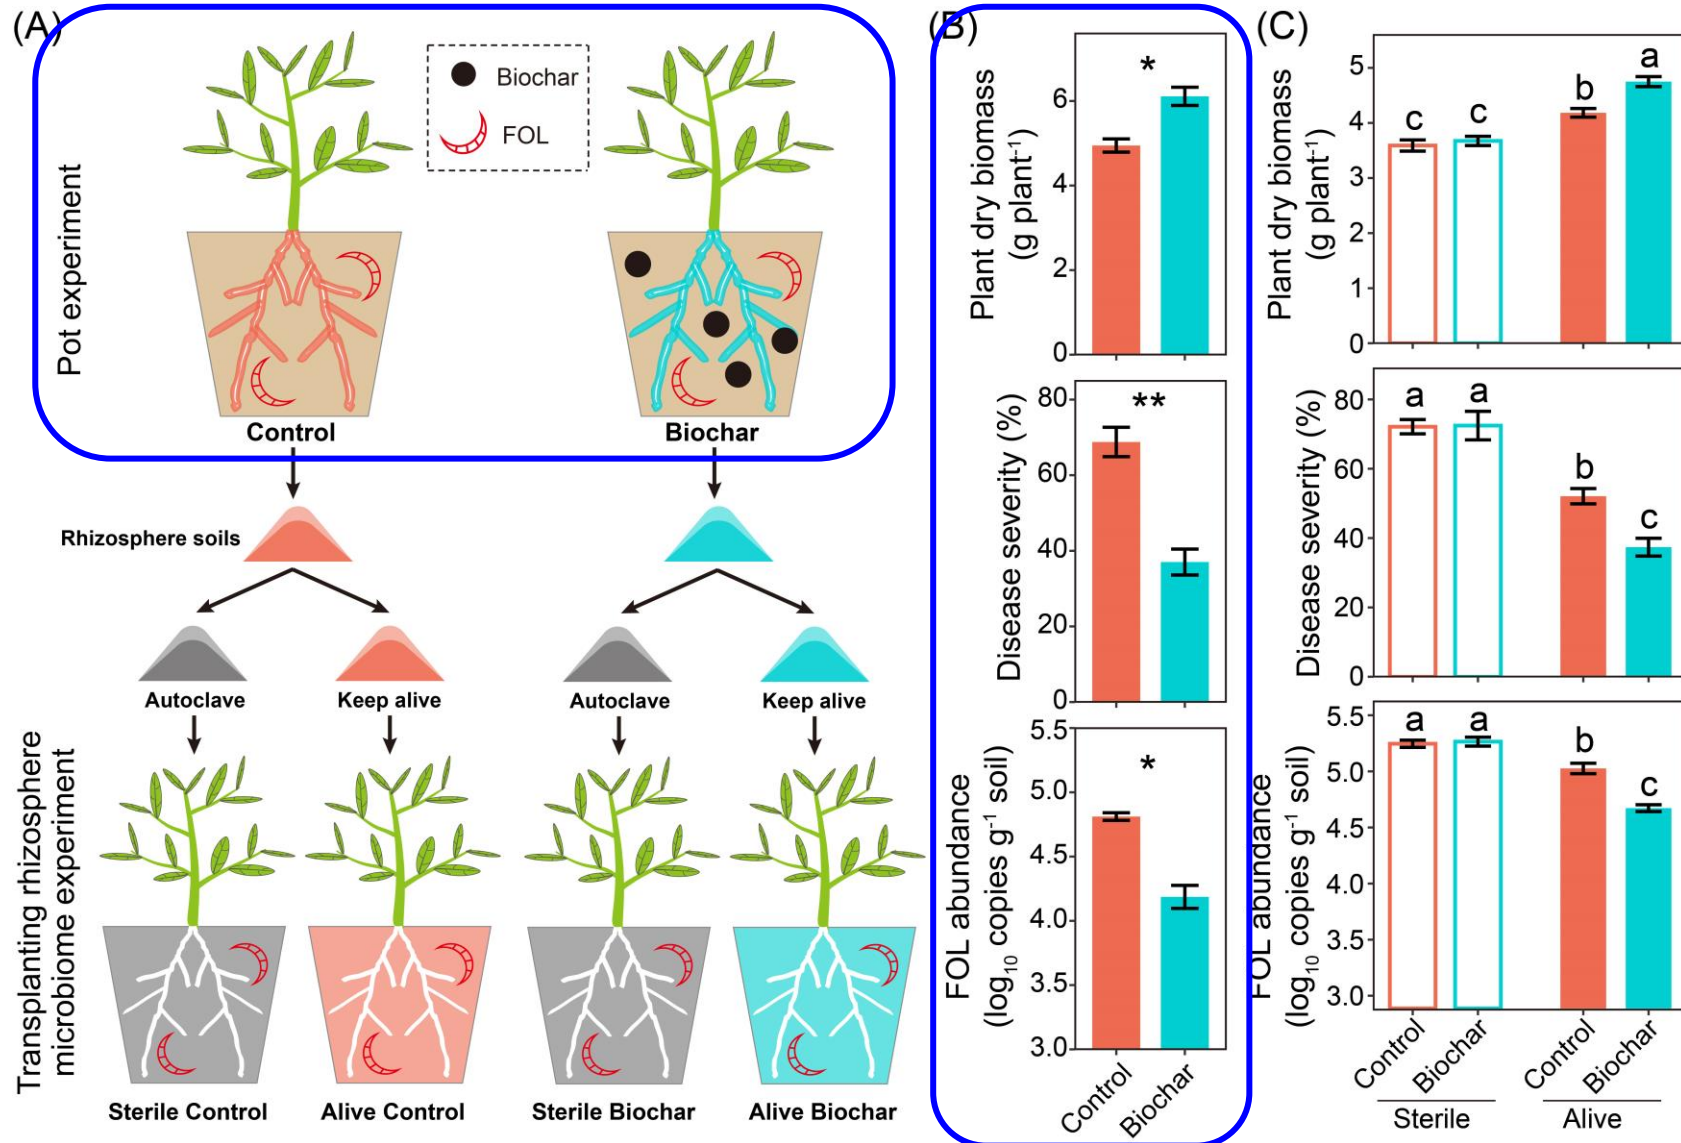 (A)
Biochar
FOL
Pot experiment
Control
Biochar
Rhizosphere soils
Autoclave
Keep alive
Autoclave
Keep alive
Transplanting rhizosphere
microbiome experiment
Sterile Control
Alive Control
Sterile Biochar
Alive Biochar
(B)
Plant dry biomass
(g plant⁻¹)
6
4
2
0
*
Disease severity (%)
80
60
40
20
0
**
FOL abundance
(log₁₀ copies g⁻¹ soil)
5.5
5.0
4.5
4.0
3.5
3.0
*
Control
Biochar
(C)
Plant dry biomass
(g plant⁻¹)
5
4
3
2
1
0
c
c
b
a
Disease severity (%)
80
60
40
20
0
a
a
b
c
FOL abundance
(log₁₀ copies g⁻¹ soil)
5.5
5.0
4.5
4.0
3.5
3.0
a
a
b
c
Control
Biochar
Control
Biochar
Sterile
Alive